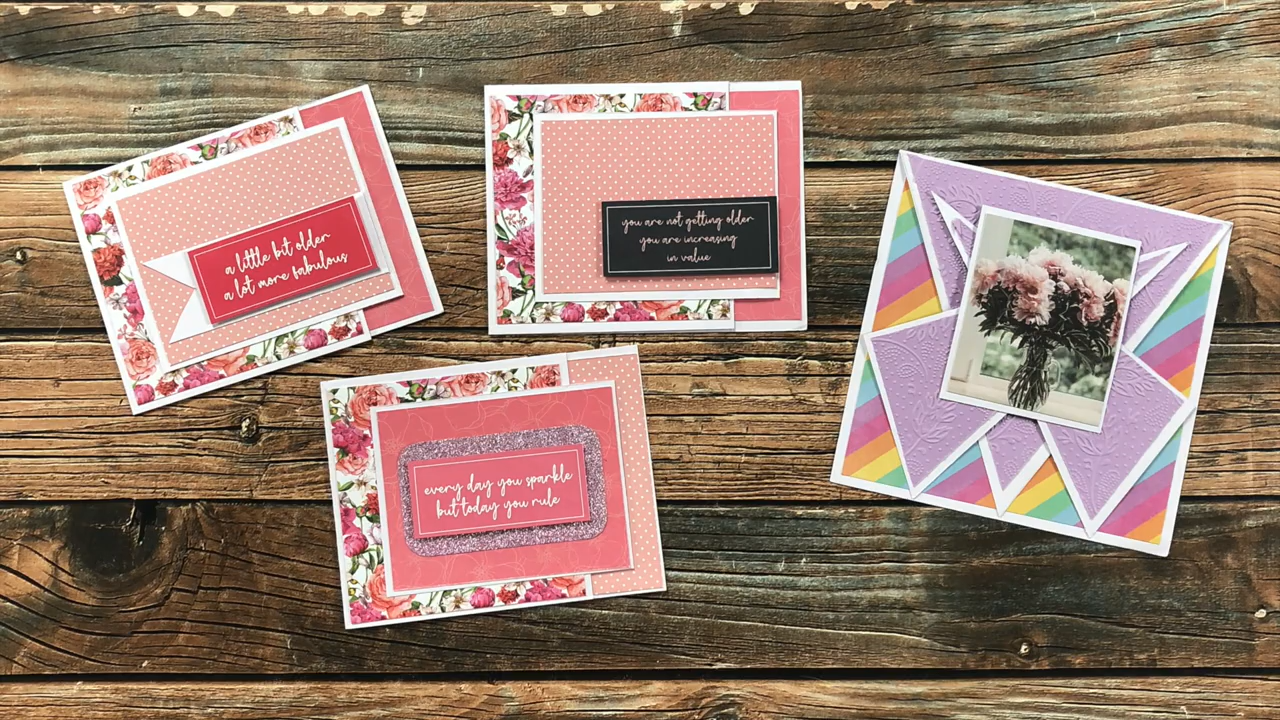 a little bit older
a lot more fabulous
you are not getting older
you are increasing
in value
every day you sparkle
but today you rule